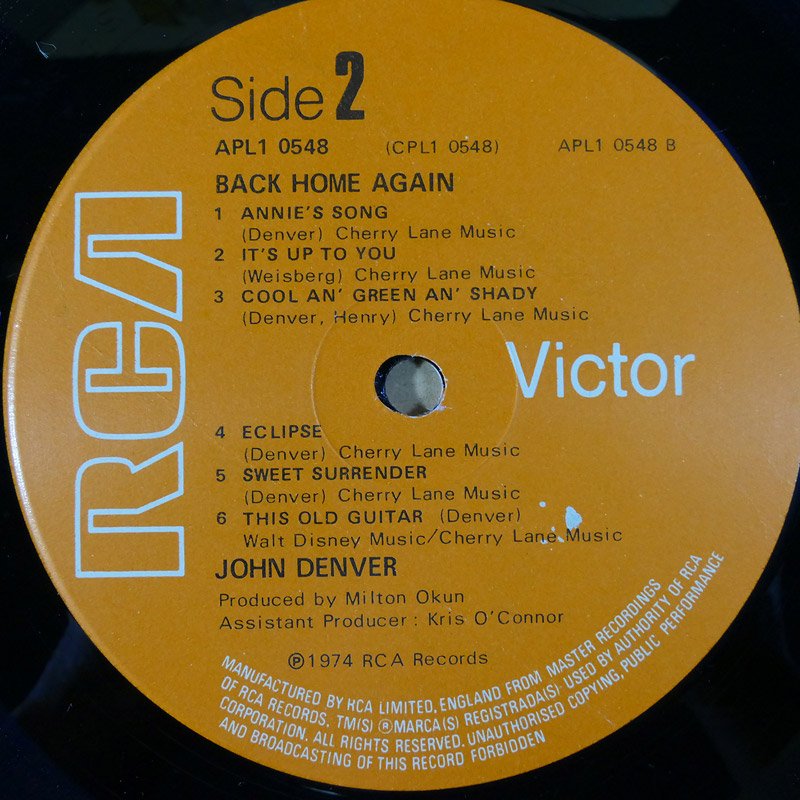 Side 2
APL1 0548 (CPL1 0548) APL1 0548 B
BACK HOME AGAIN
1 ANNIE'S SONG
(Denver) Cherry Lane Music
2 IT'S UP TO YOU
(Weisberg) Cherry Lane Music
3 COOL AN' GREEN AN' SHADY
(Denver, Henry) Cherry Lane Music
RCA Victor
4 ECLIPSE
(Denver) Cherry Lane Music
5 SWEET SURRENDER
(Denver) Cherry Lane Music
6 THIS OLD GUITAR (Denver)
Walt Disney Music/Cherry Lane Music
JOHN DENVER
Produced by Milton Okun
Assistant Producer : Kris O'Connor
℗1974 RCA Records
MANUFACTURED BY RCA LIMITED, ENGLAND FROM MASTER RECORDINGS
OF RCA RECORDS, TM(S) ® MARCA(S) REGISTRADA(S) USED BY AUTHORITY OF RCA
CORPORATION. ALL RIGHTS RESERVED. UNAUTHORISED COPYING, PUBLIC PERFORMANCE
AND BROADCASTING OF THIS RECORD FORBIDDEN